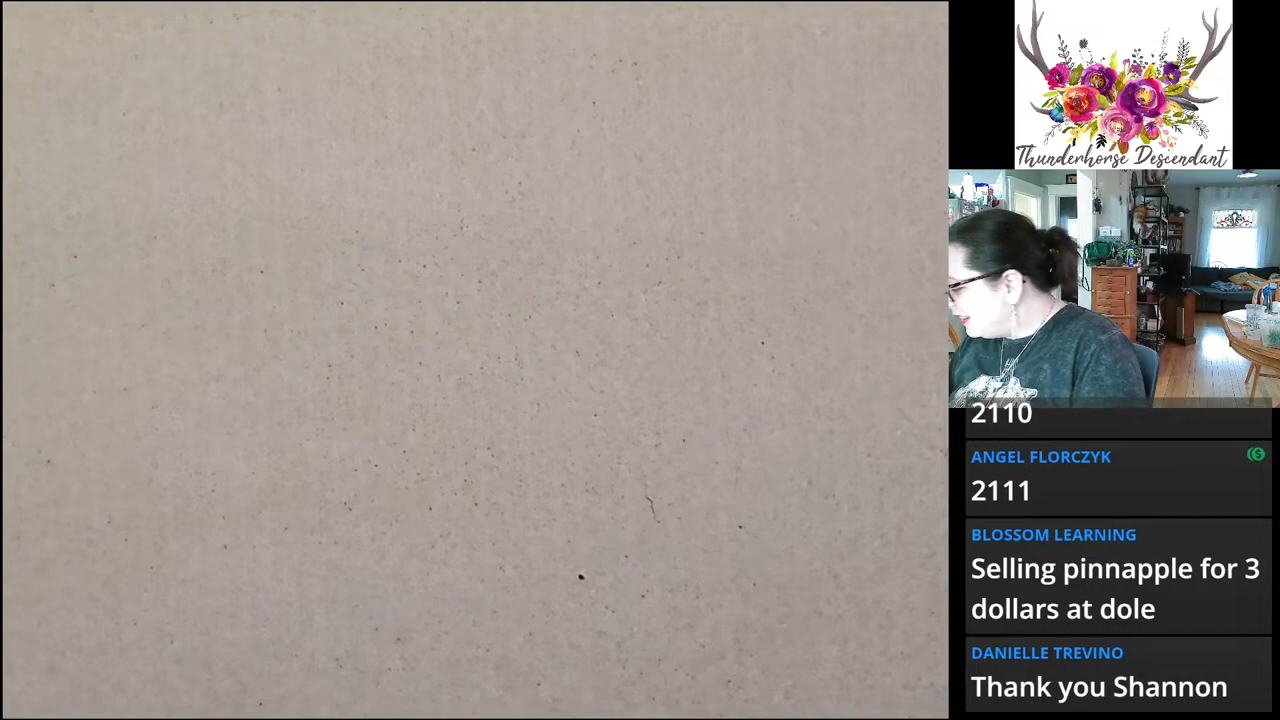 Thunderhorse Descendant
2110
ANGEL FLORCZYK
2111
BLOSSOM LEARNING
Selling pinnapple for 3
dollars at dole
DANIELLE TREVINO
Thank you Shannon